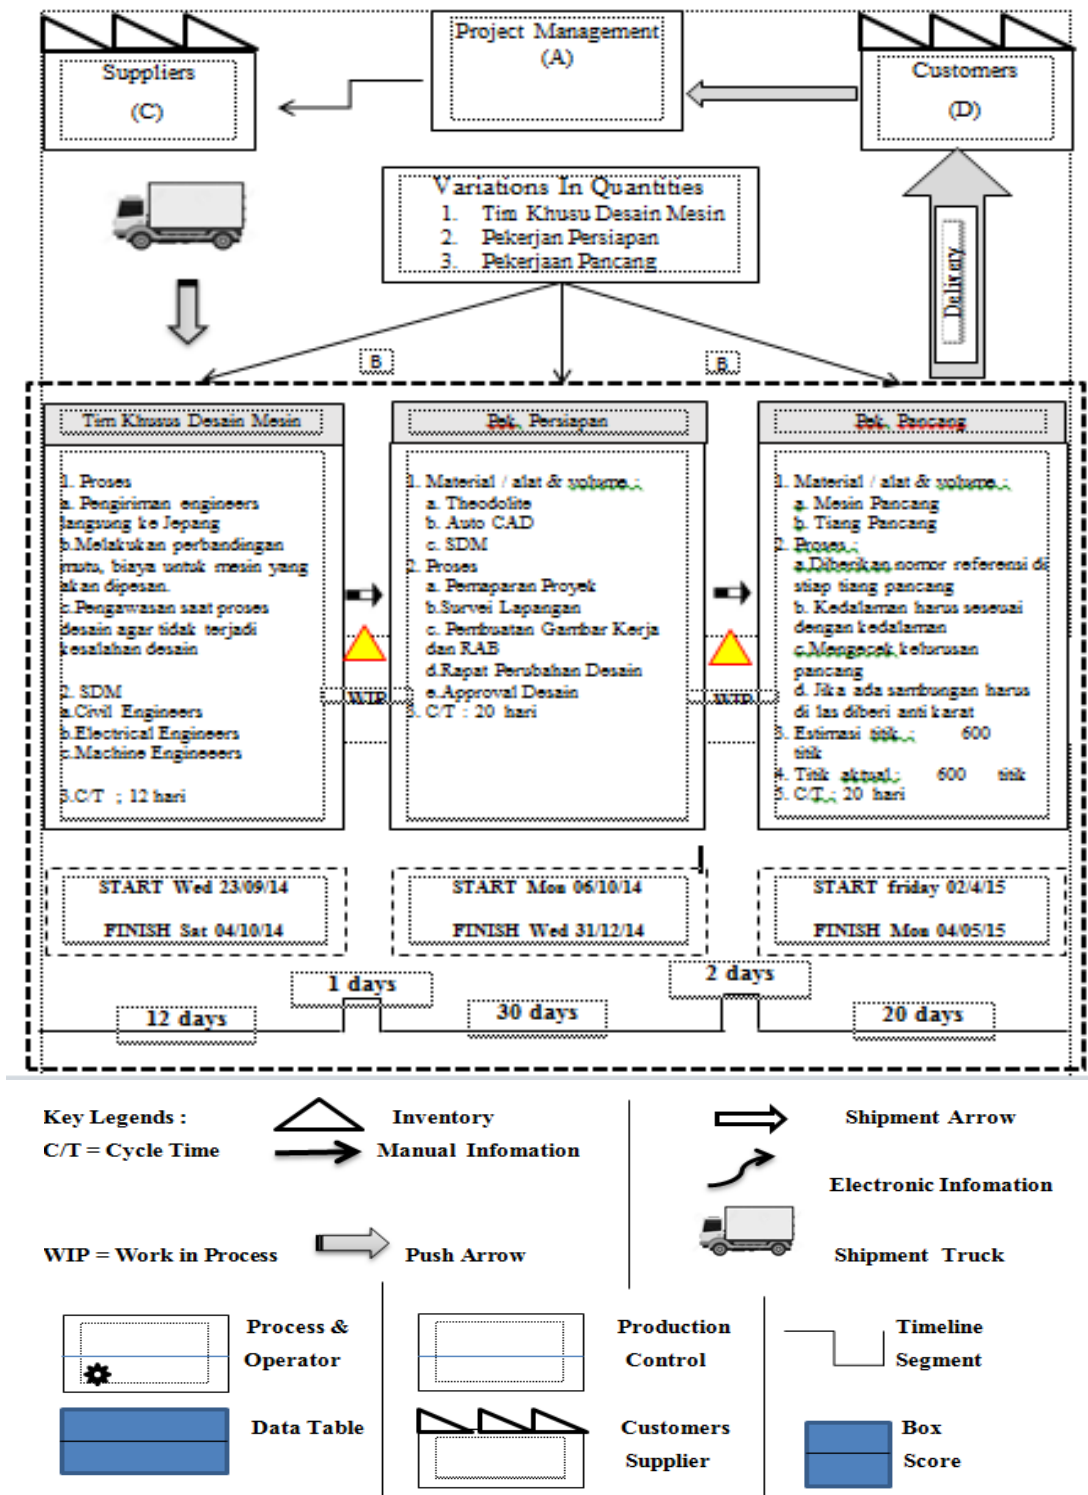 Project Management
(A)
Suppliers
(C)
Customers
(D)
Variations In Quantities
1. Tim Khusu Desain Mesin
2. Pekerjan Persiapan
3. Pekerjaan Pancang
Delivery
B
B
Tim Khusus Desain Mesin
1. Proses
a. Pengiriman engineers
langsung ke Jepang
b.Melakukan perbandingan
mutu, biaya untuk mesin yang
akan dipesan.
c.Pengawasan saat proses
desain agar tidak terjadi
kesalahan desain
2. SDM
a.Civil Engineers
b.Electrical Engineers
c.Machine Engineeers
3.C/T ; 12 hari
WIP
Pek. Persiapan
1. Material / alat & volume ;
a. Theodolite
b. Auto CAD
c. SDM
2. Proses
a. Pemaparan Proyek
b.Survei Lapangan
c. Pembuatan Gambar Kerja
dan RAB
d.Rapat Perubahan Desain
e.Approval Desain
3. C/T : 20 hari
WIP
Pek. Pancang
1. Material / alat & volume ;
a. Mesin Pancang
b. Tiang Pancang
2. Proses ;
a.Diberikan nomor referensi di
stiap tiang pancang
b. Kedalaman harus seseuai
dengan kedalaman
c.Mengecek kelurusan
pancang
d. Jika ada sambungan harus
di las diberi anti karat
3. Estimasi titik ; 600
titik
4. Titik aktual ; 600 titik
5. C/T ; 20 hari
START Wed 23/09/14
FINISH Sat 04/10/14
START Mon 06/10/14
FINISH Wed 31/12/14
START friday 02/4/15
FINISH Mon 04/05/15
12 days
1 days
30 days
2 days
20 days
Key Legends :
C/T = Cycle Time
Inventory
Manual Infomation
Shipment Arrow
Electronic Infomation
WIP = Work in Process
Push Arrow
Shipment Truck
Process &
Operator
Production
Control
Timeline
Segment
Data Table
Customers
Supplier
Box
Score